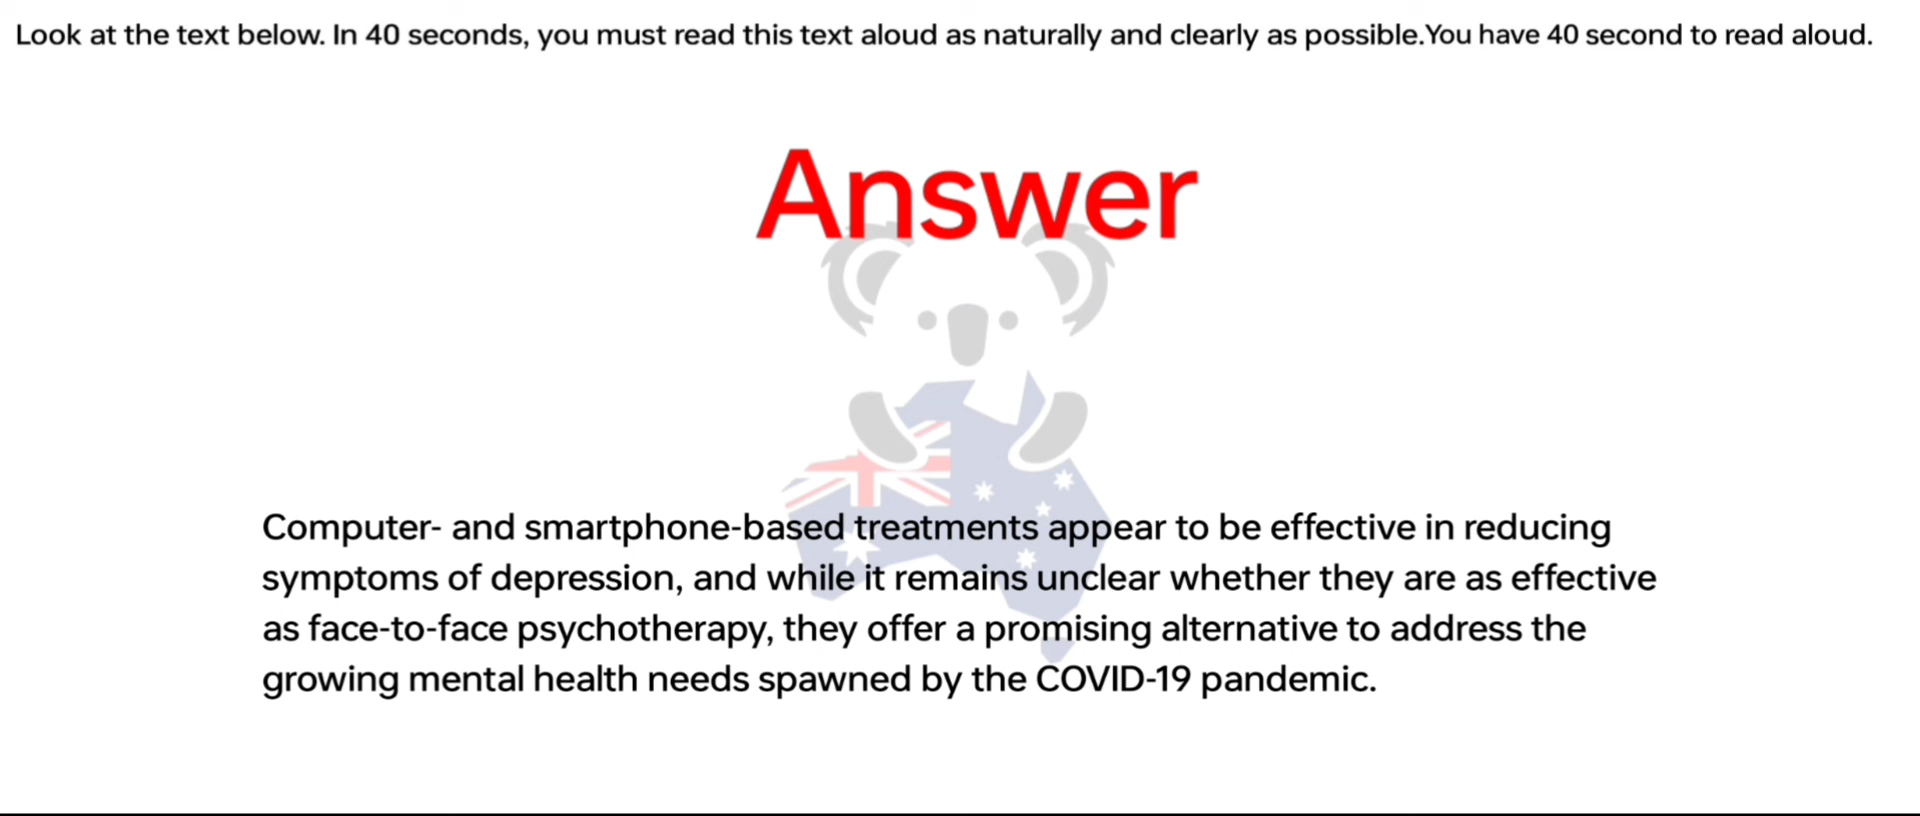 Look at the text below. In 40 seconds, you must read this text aloud as naturally and clearly as possible.You have 40 second to read aloud.
Answer
Computer- and smartphone-based treatments appear to be effective in reducing
symptoms of depression, and while it remains unclear whether they are as effective
as face-to-face psychotherapy, they offer a promising alternative to address the
growing mental health needs spawned by the COVID-19 pandemic.